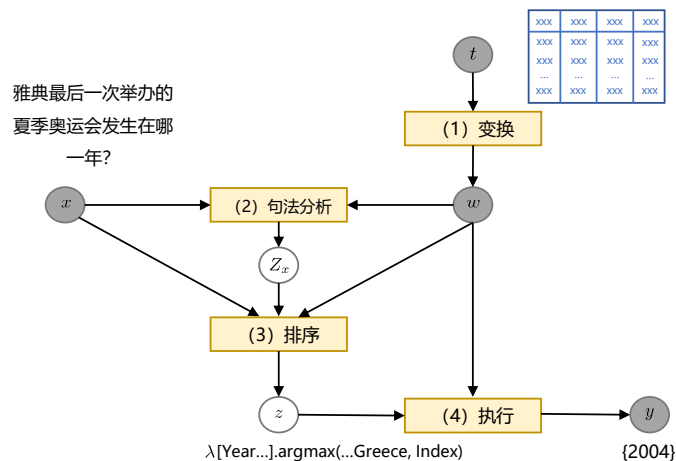 xxx xxx xxx xxx
xxx xxx xxx xxx
xxx xxx xxx xxx
... ... ... ...
xxx xxx xxx xxx
t
（1）变换
雅典最后一次举办的
夏季奥运会发生在哪
一年？
x
（2）句法分析
w
Z_x
（3）排序
z
（4）执行
y
λ[Year...].argmax(...Greece, Index)
{2004}